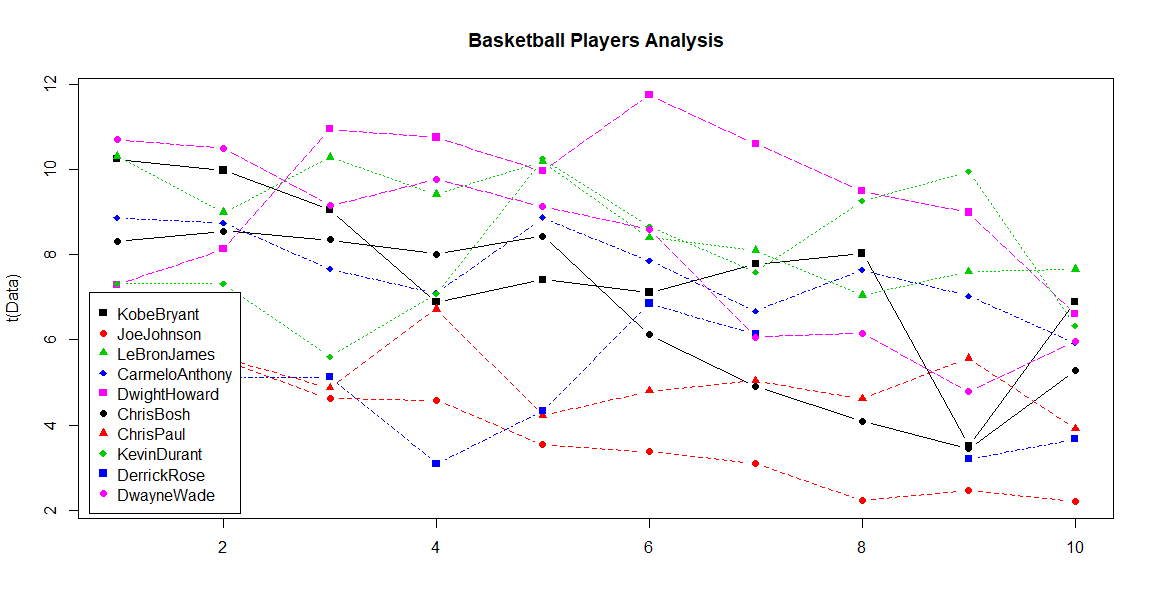 Basketball Players Analysis
t(Data)
12
10
8
6
4
2
KobeBryant
JoeJohnson
LeBronJames
CarmeloAnthony
DwightHoward
ChrisBosh
ChrisPaul
KevinDurant
DerrickRose
DwayneWade
2 4 6 8 10